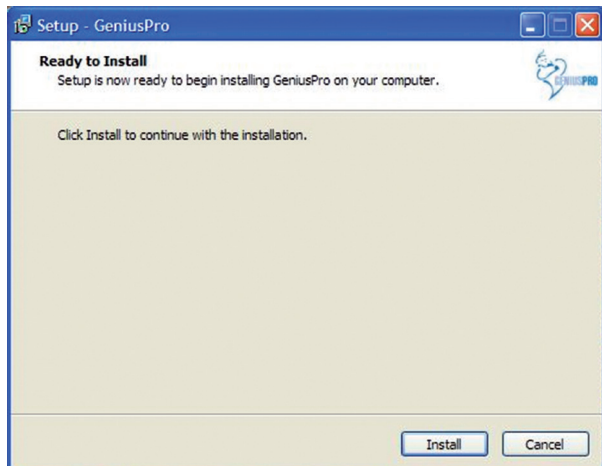 Setup - GeniusPro
Ready to Install
Setup is now ready to begin installing GeniusPro on your computer.
GENIUSPRO
Click Install to continue with the installation.
Install
Cancel